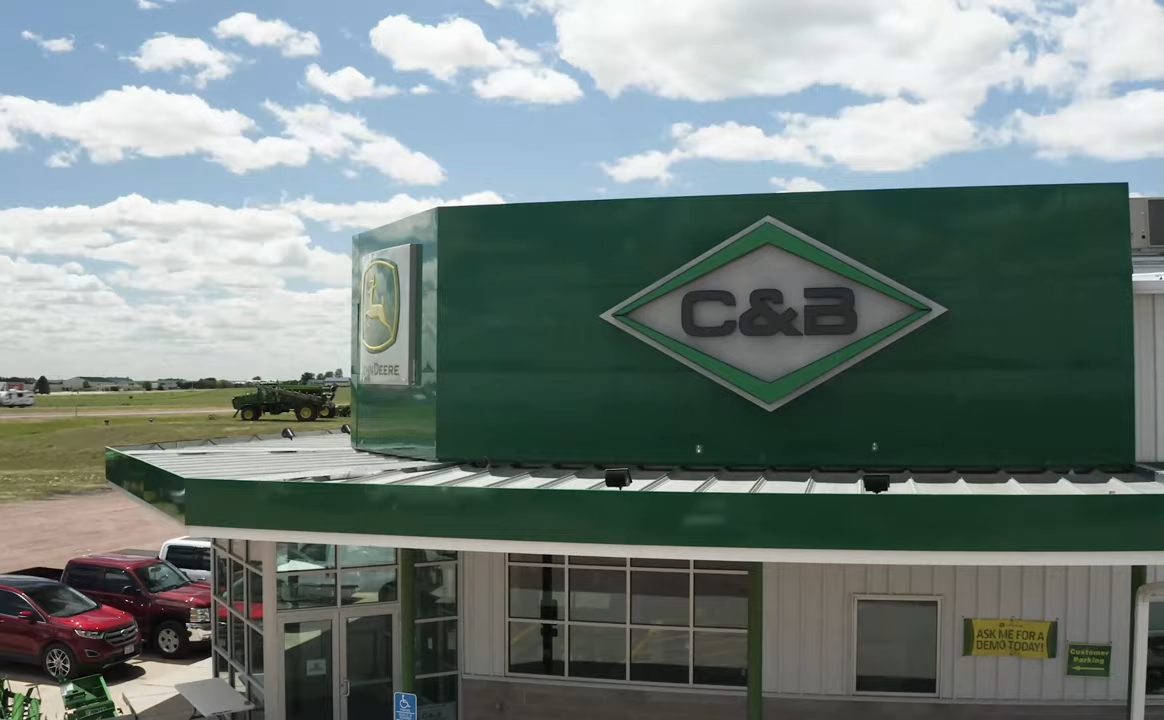 C&B
JOHN DEERE
ASK ME FOR A
DEMO TODAY!
Customer
Parking